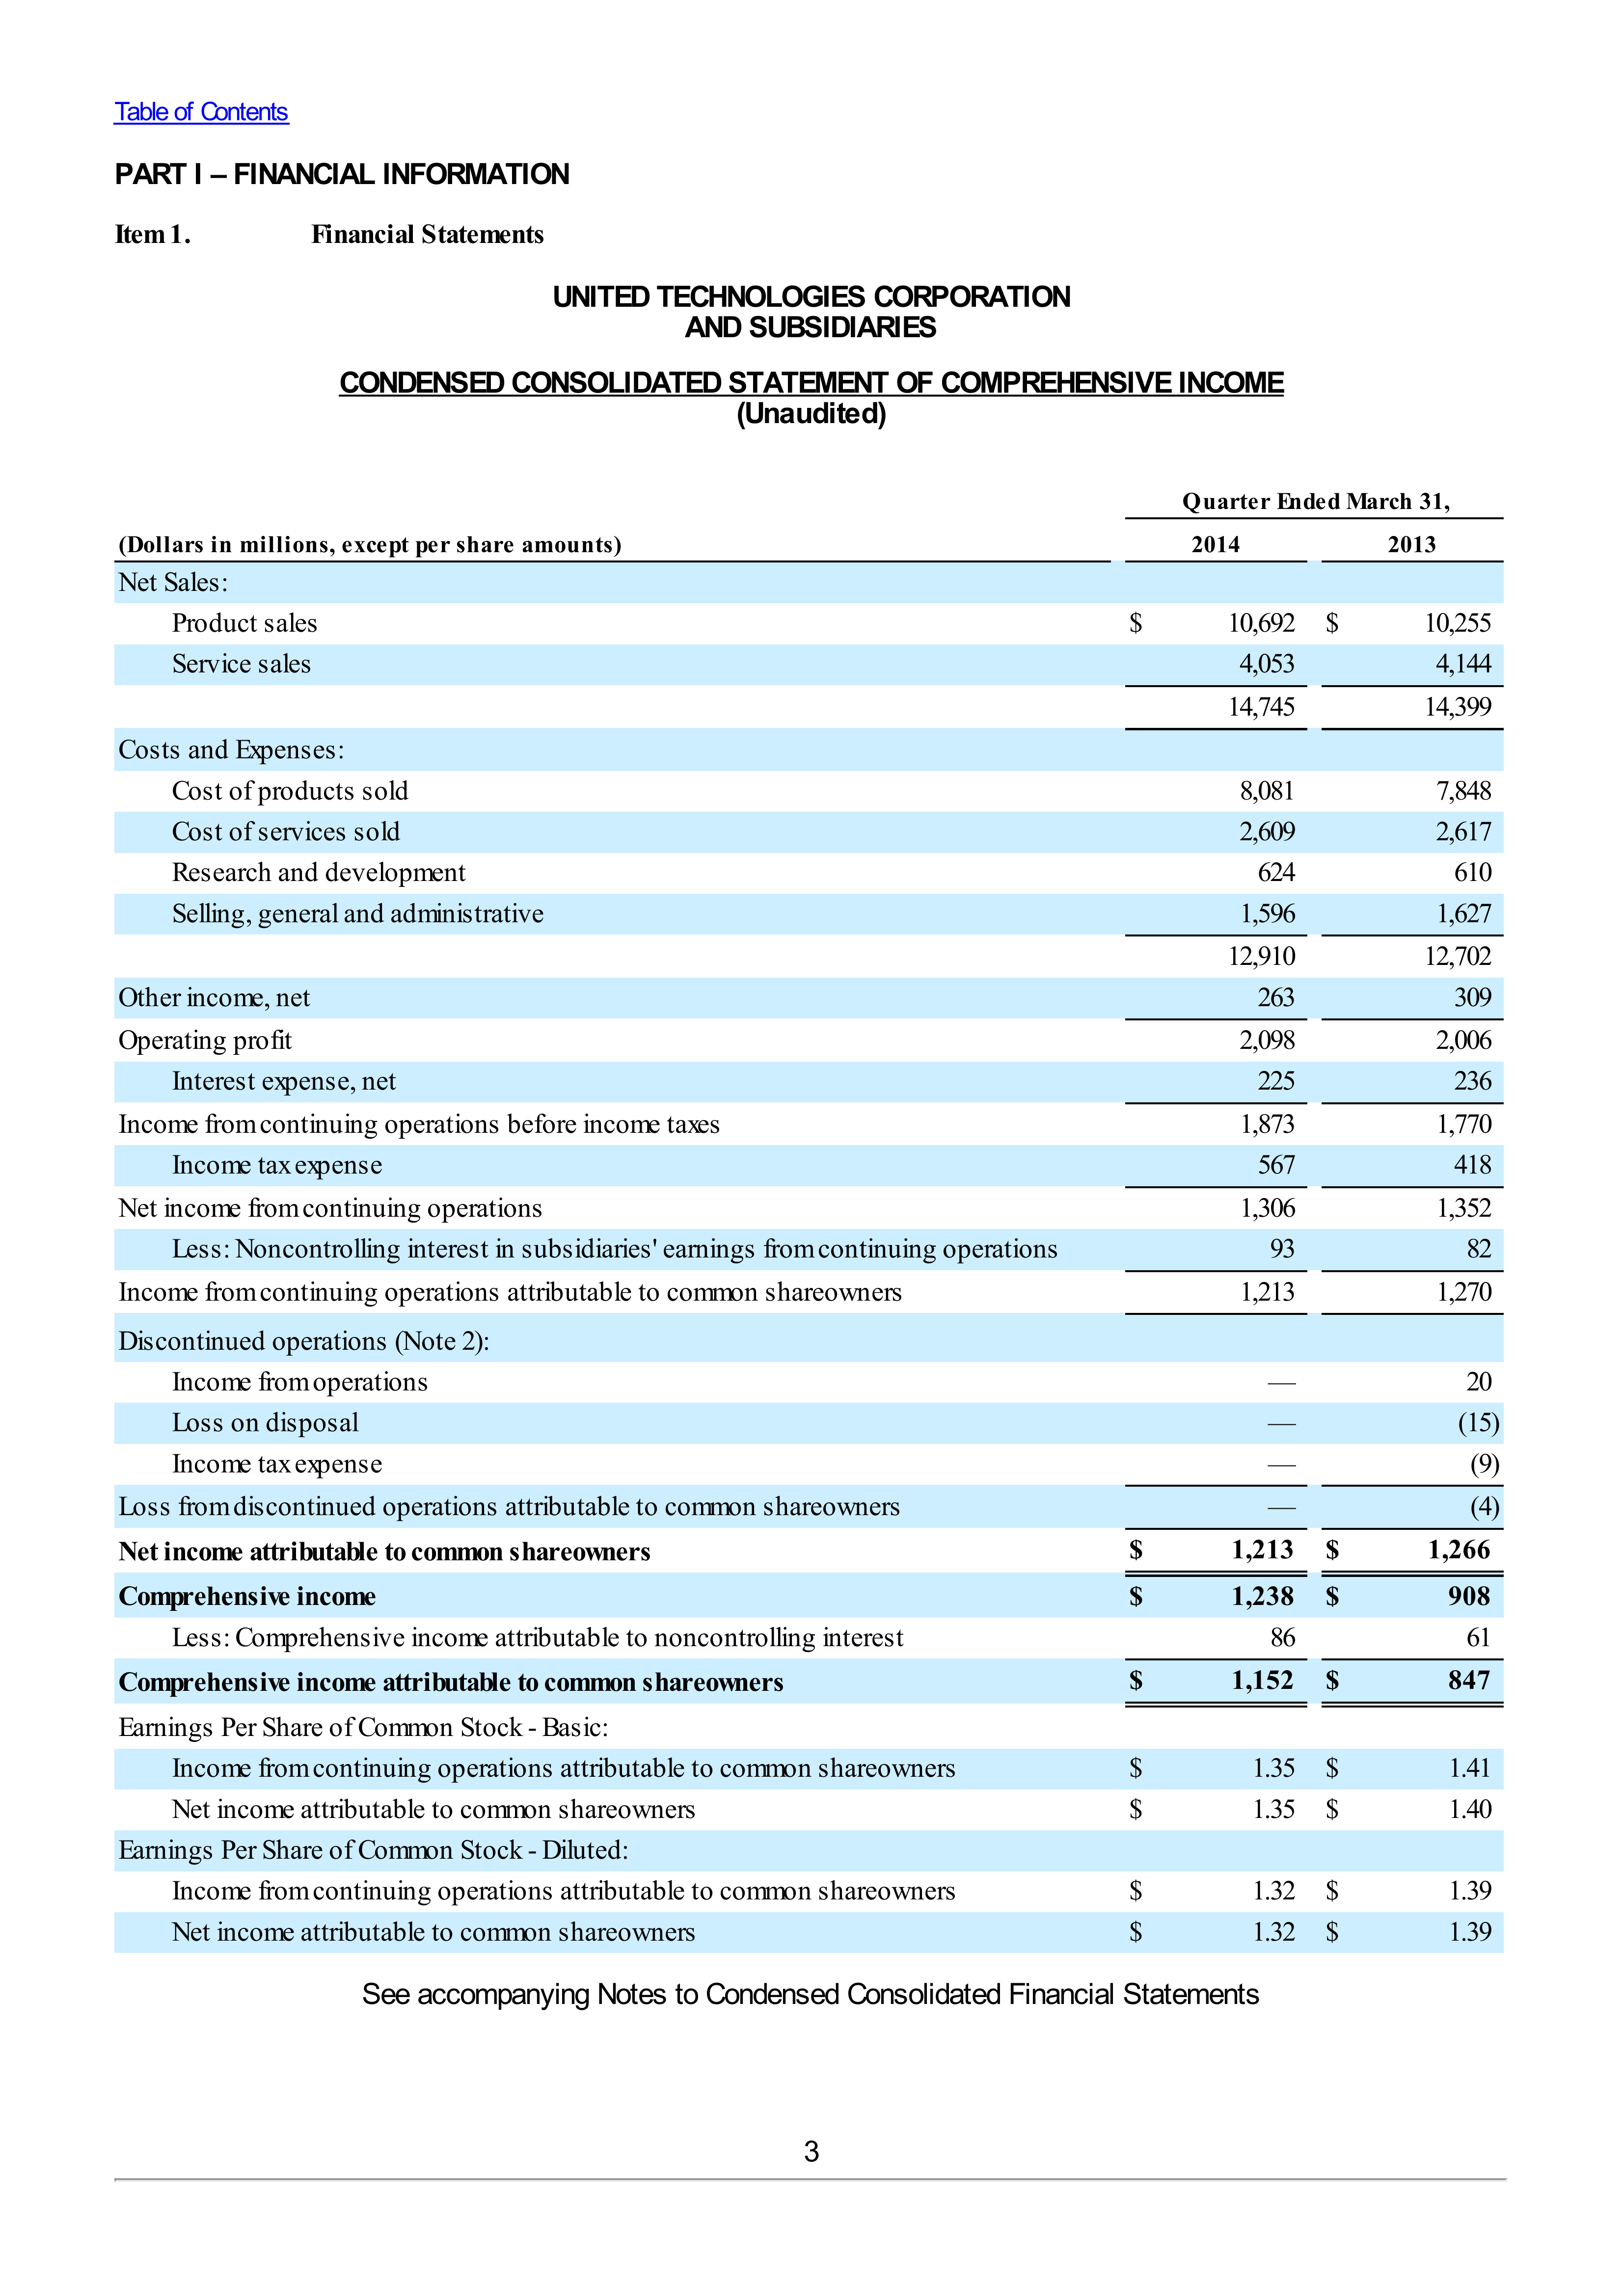 Table of Contents
PART I – FINANCIAL INFORMATION
Item 1. Financial Statements
UNITED TECHNOLOGIES CORPORATION
AND SUBSIDIARIES
CONDENSED CONSOLIDATED STATEMENT OF COMPREHENSIVE INCOME
(Unaudited)
Quarter Ended March 31,
(Dollars in millions, except per share amounts) 2014 2013
Net Sales:
Product sales $ 10,692 $ 10,255
Service sales 4,053 4,144
14,745 14,399
Costs and Expenses:
Cost of products sold 8,081 7,848
Cost of services sold 2,609 2,617
Research and development 624 610
Selling, general and administrative 1,596 1,627
12,910 12,702
Other income, net 263 309
Operating profit 2,098 2,006
Interest expense, net 225 236
Income from continuing operations before income taxes 1,873 1,770
Income tax expense 567 418
Net income from continuing operations 1,306 1,352
Less: Noncontrolling interest in subsidiaries' earnings from continuing operations 93 82
Income from continuing operations attributable to common shareowners 1,213 1,270
Discontinued operations (Note 2):
Income from operations — 20
Loss on disposal — (15)
Income tax expense — (9)
Loss from discontinued operations attributable to common shareowners — (4)
Net income attributable to common shareowners $ 1,213 $ 1,266
Comprehensive income $ 1,238 $ 908
Less: Comprehensive income attributable to noncontrolling interest 86 61
Comprehensive income attributable to common shareowners $ 1,152 $ 847
Earnings Per Share of Common Stock - Basic:
Income from continuing operations attributable to common shareowners $ 1.35 $ 1.41
Net income attributable to common shareowners $ 1.35 $ 1.40
Earnings Per Share of Common Stock - Diluted:
Income from continuing operations attributable to common shareowners $ 1.32 $ 1.39
Net income attributable to common shareowners $ 1.32 $ 1.39
See accompanying Notes to Condensed Consolidated Financial Statements
3